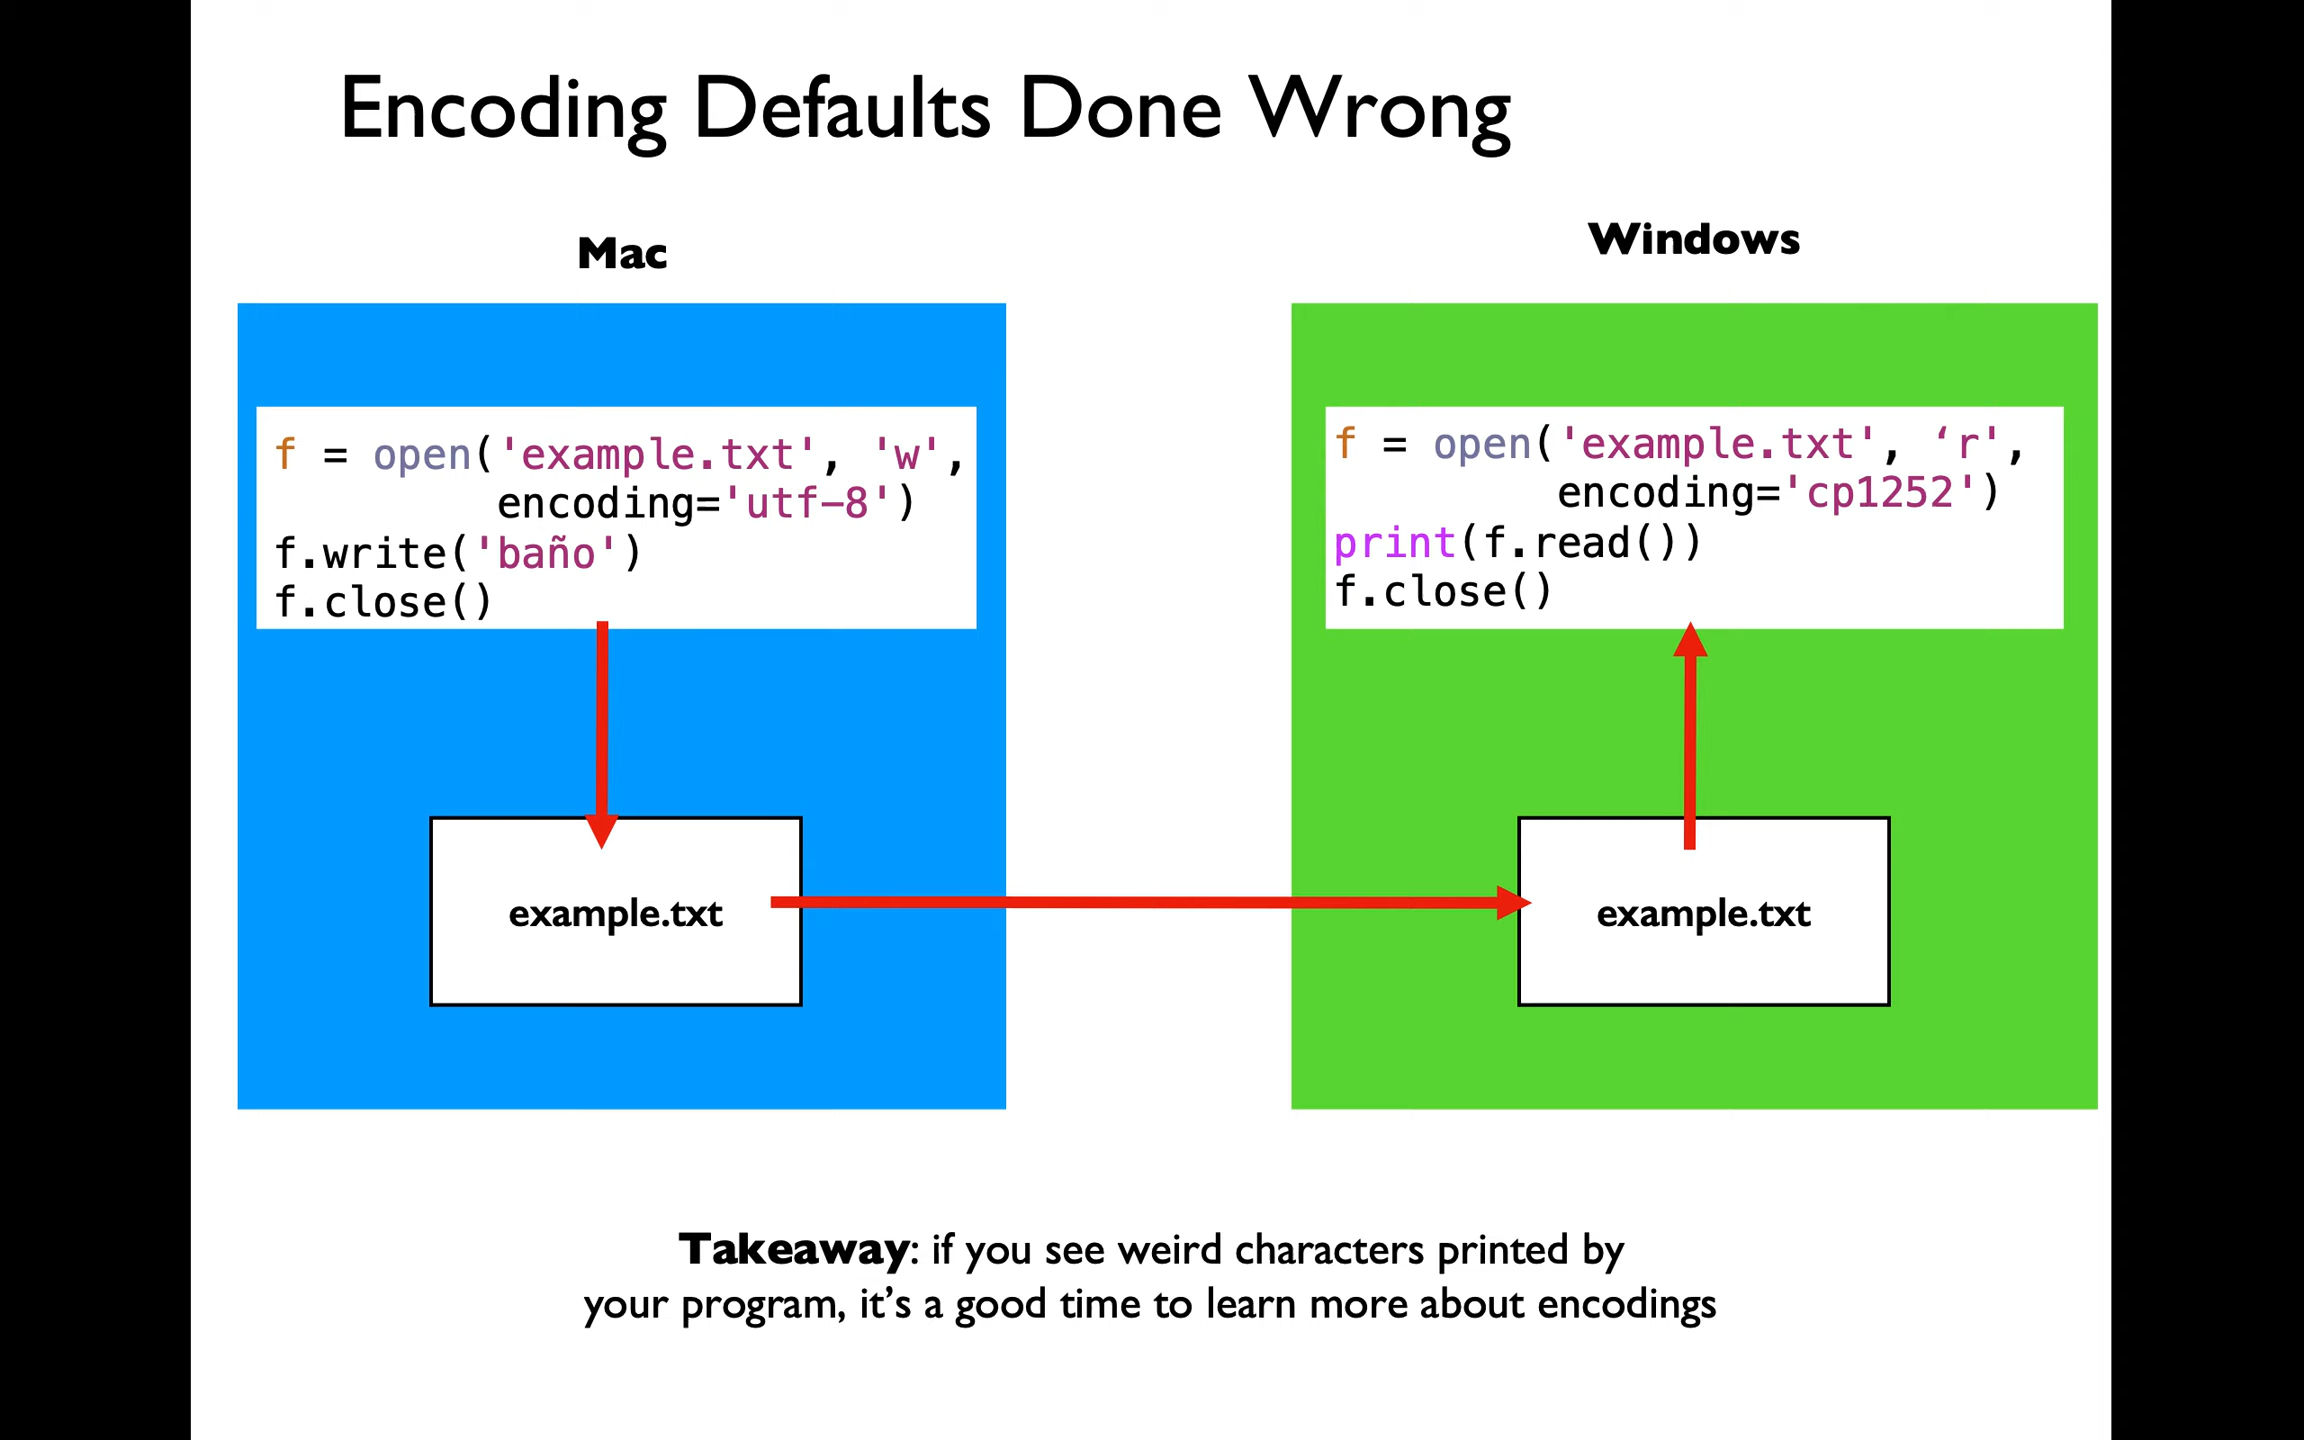 Encoding Defaults Done Wrong
Mac
f = open('example.txt', 'w',
encoding='utf-8')
f.write('baño')
f.close()
example.txt
Windows
f = open('example.txt', ‘r',
encoding='cp1252')
print(f.read())
f.close()
example.txt
Takeaway: if you see weird characters printed by
your program, it’s a good time to learn more about encodings